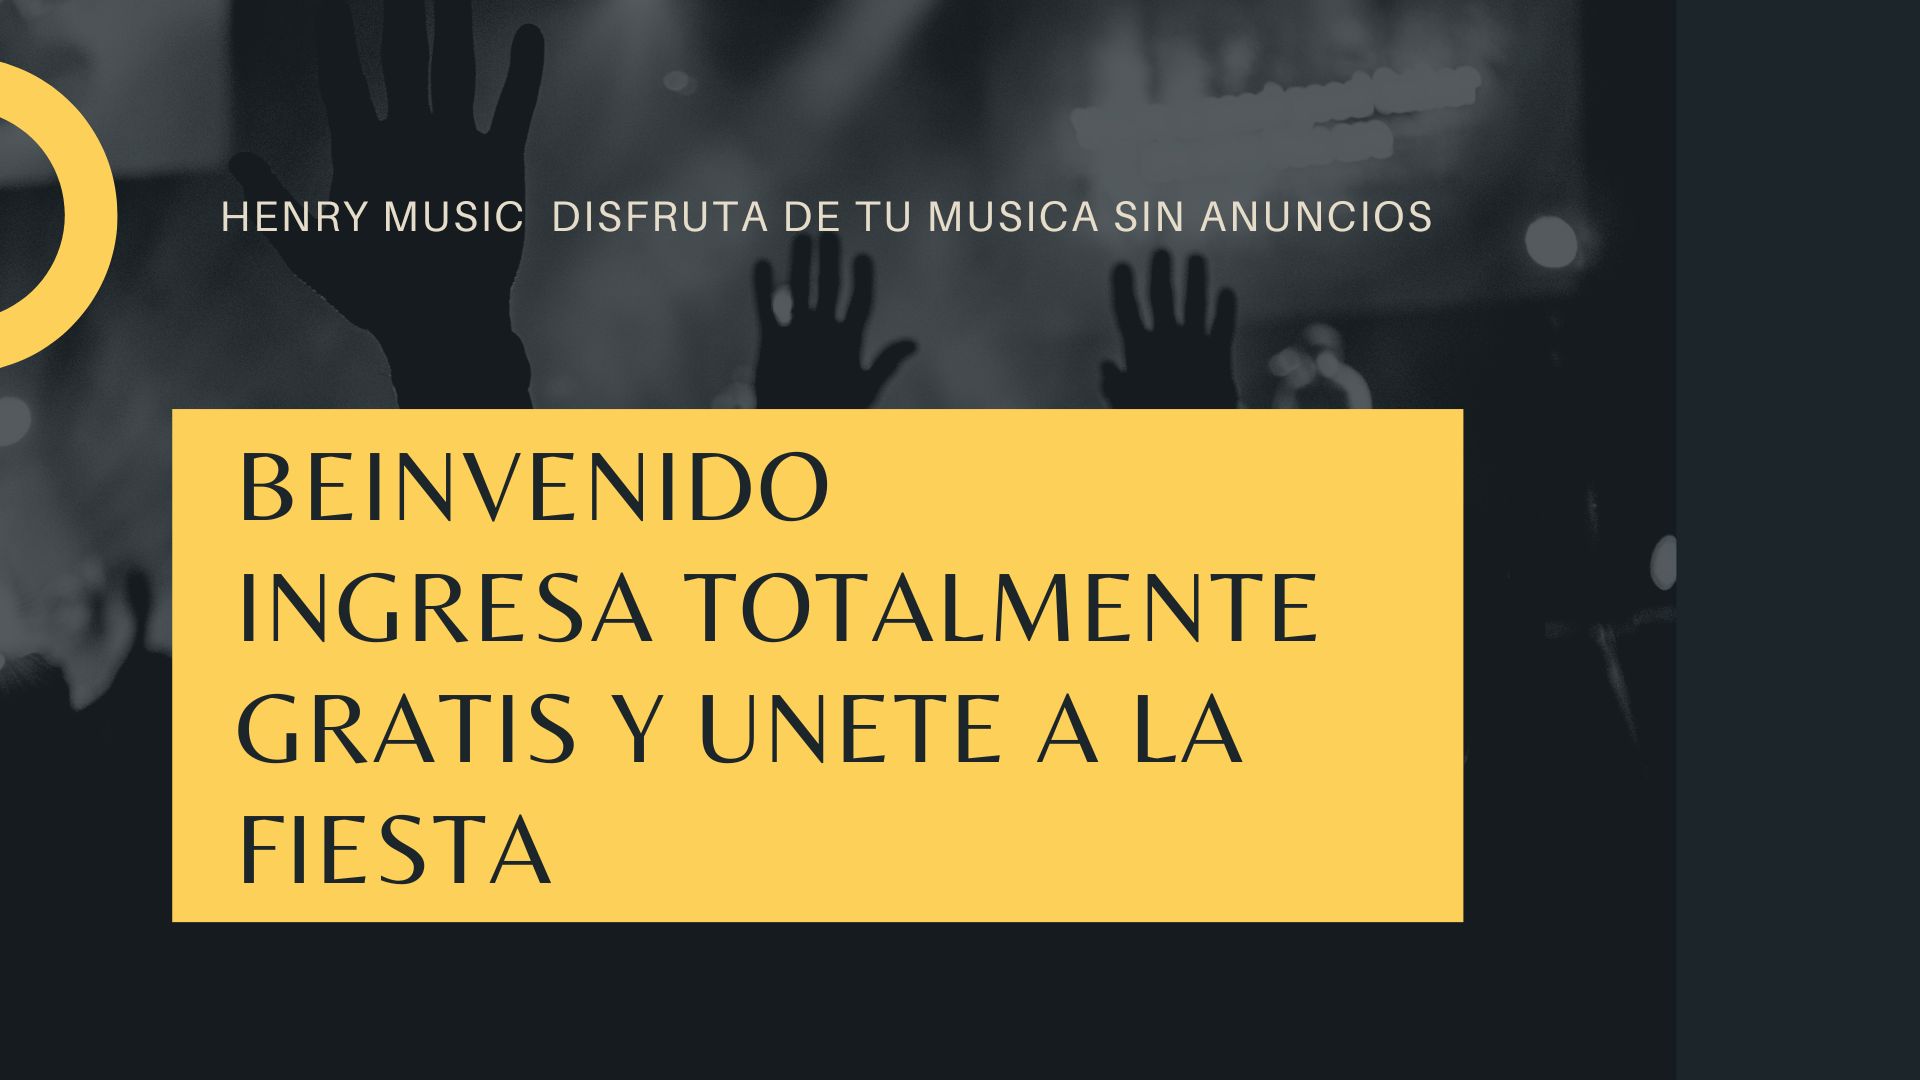 HENRY MUSIC  DISFRUTA DE TU MUSICA SIN ANUNCIOS
BEINVENIDO
INGRESA TOTALMENTE
GRATIS Y UNETE A LA
FIESTA